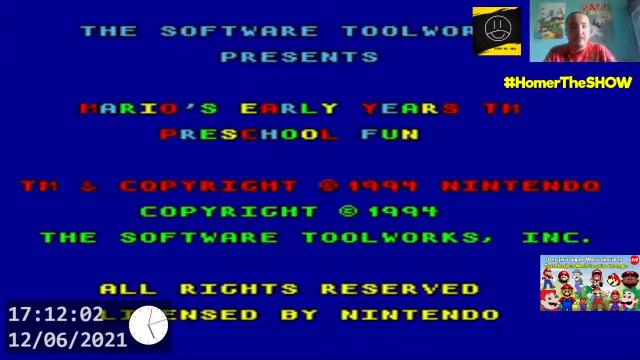 THE SOFTWARE TOOLWOR
PRESENTS
#HomerTheSHOW
MARIO'S EARLY YEARS TM
PRESCHOOL FUN
TM & COPYRIGHT ©1994 NINTENDO
COPYRIGHT ©1994
THE SOFTWARE TOOLWORKS, INC.
ALL RIGHTS RESERVED
LICENSED BY NINTENDO
17:12:02
12/06/2021